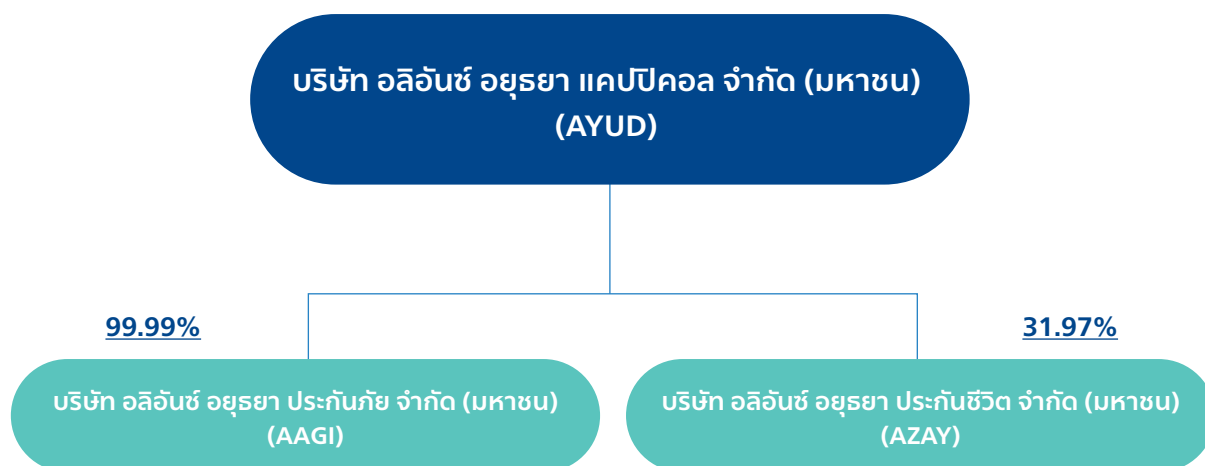 บริษัท อลิอันซ์ อยุธยา แคปปิตอล จำกัด (มหาชน)
(AYUD)
99.99%
31.97%
บริษัท อลิอันซ์ อยุธยา ประกันภัย จำกัด (มหาชน)
(AAGI)
บริษัท อลิอันซ์ อยุธยา ประกันชีวิต จำกัด (มหาชน)
(AZAY)